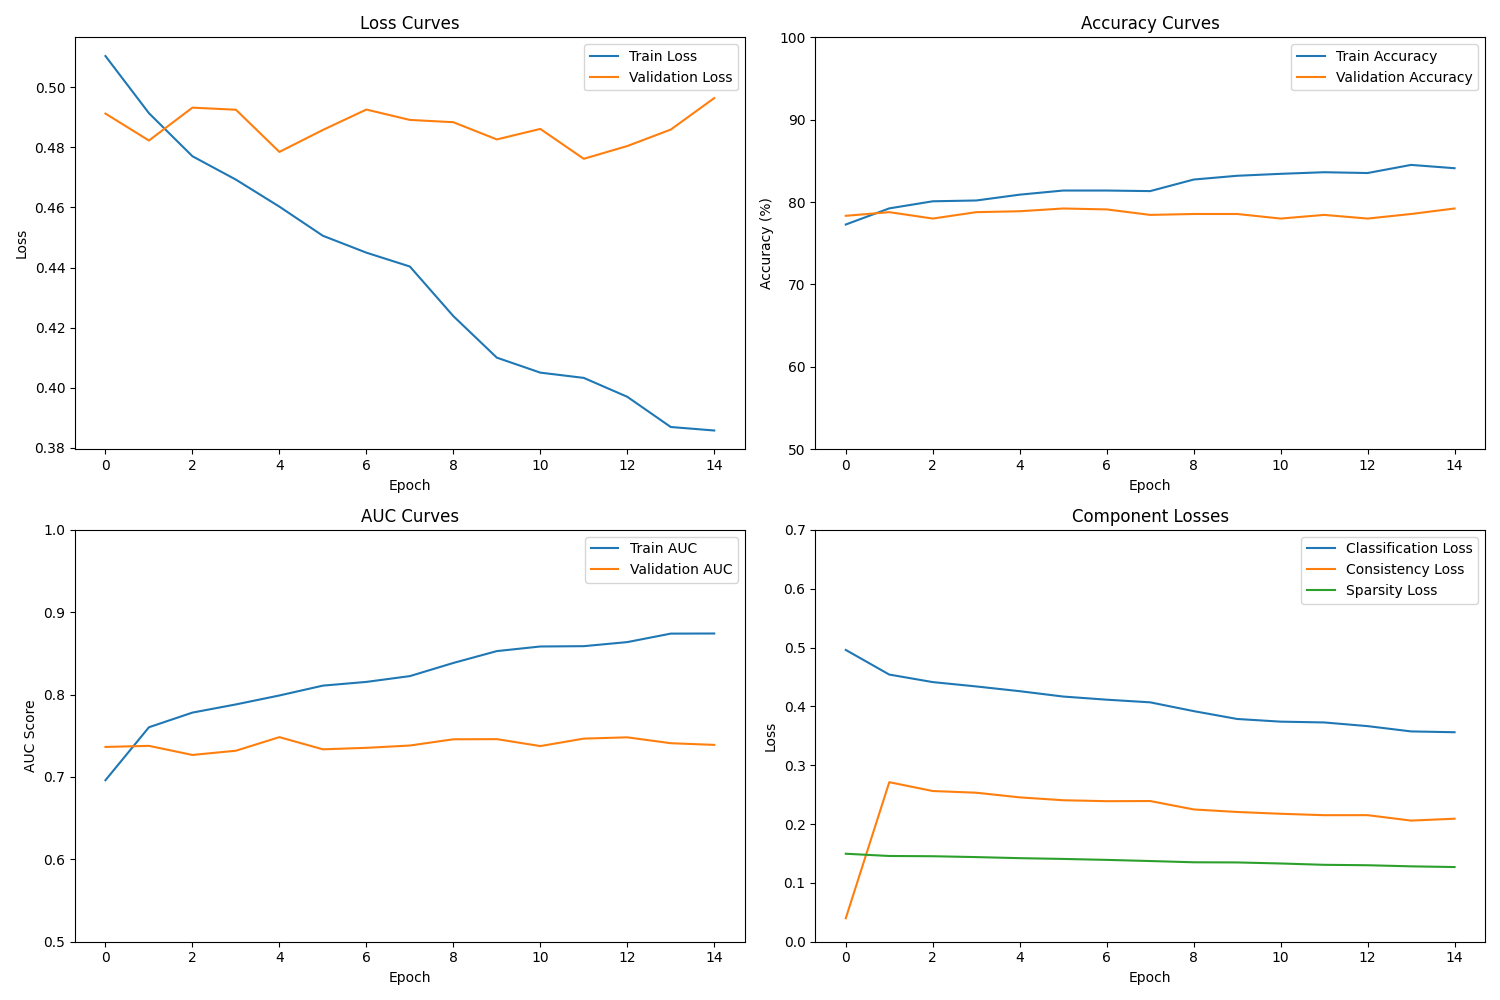 Loss Curves
Train Loss
Validation Loss
0.50
0.48
0.46
0.44
0.42
0.40
0.38
Loss
0 2 4 6 8 10 12 14
Epoch
Accuracy Curves
Train Accuracy
Validation Accuracy
100
90
80
70
60
50
Accuracy (%)
0 2 4 6 8 10 12 14
Epoch
AUC Curves
Train AUC
Validation AUC
1.0
0.9
0.8
0.7
0.6
0.5
AUC Score
0 2 4 6 8 10 12 14
Epoch
Component Losses
Classification Loss
Consistency Loss
Sparsity Loss
0.7
0.6
0.5
0.4
0.3
0.2
0.1
0.0
Loss
0 2 4 6 8 10 12 14
Epoch